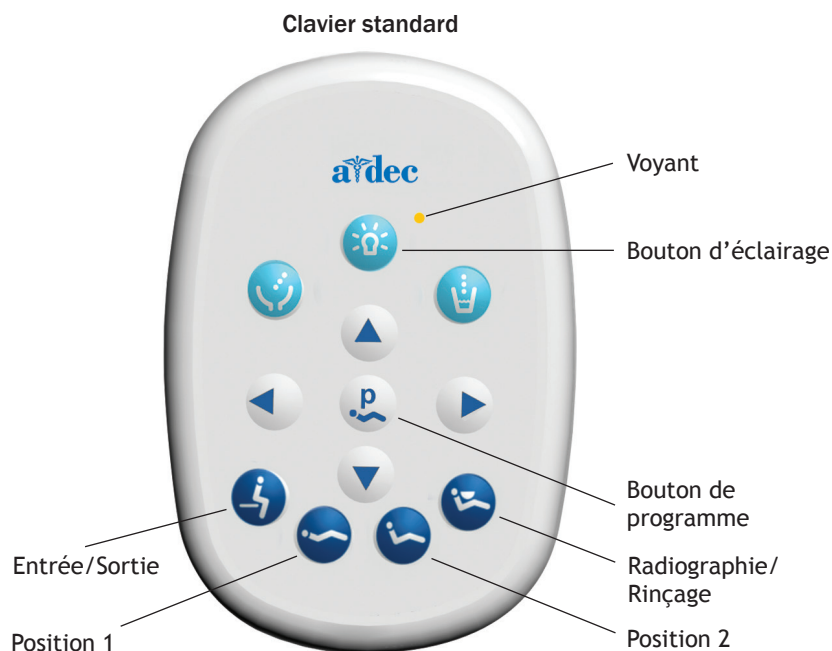 Clavier standard
a dec
Voyant
Bouton d’éclairage
p
Bouton de
programme
Entrée/Sortie
Radiographie/
Rinçage
Position 1
Position 2